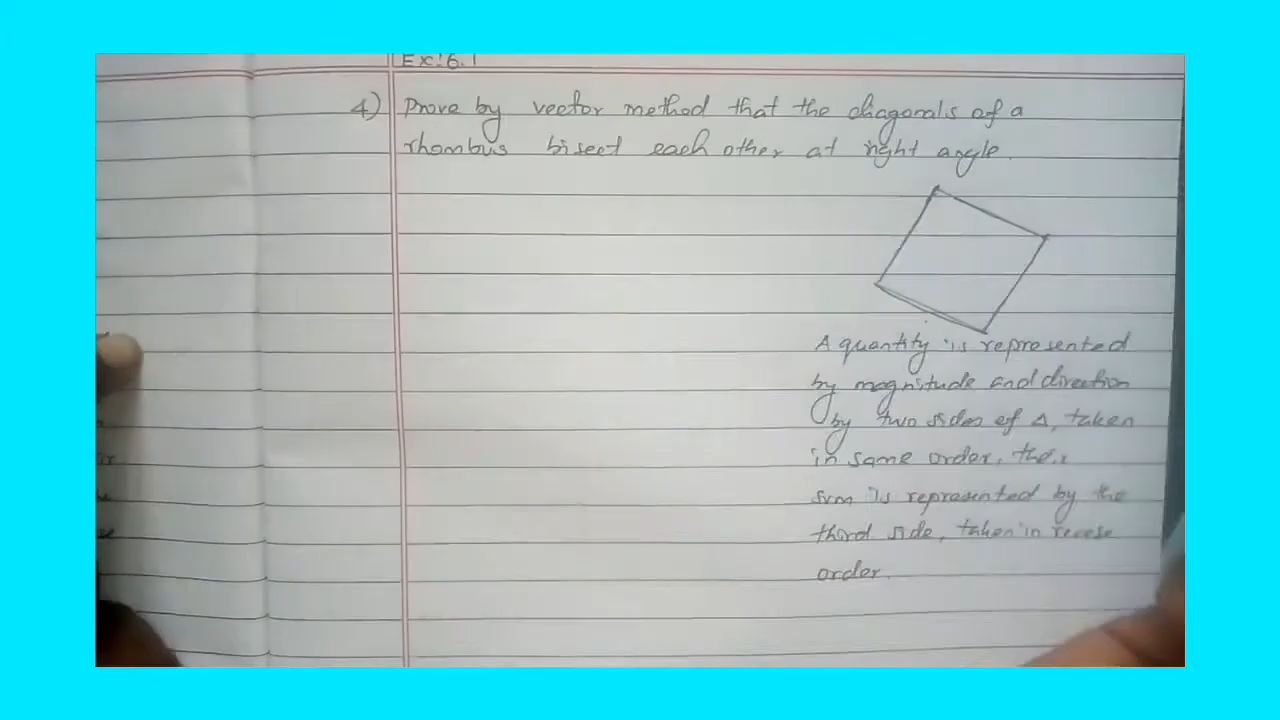 Ex: 6.1
4) Prove by vector method that the diagonals of a
rhombus bisect each other at right angle.
A quantity is represented
by magnitude and direction
by two sides of Δ, taken
in same order, their
sum is represented by the
third side, taken in recese
order.